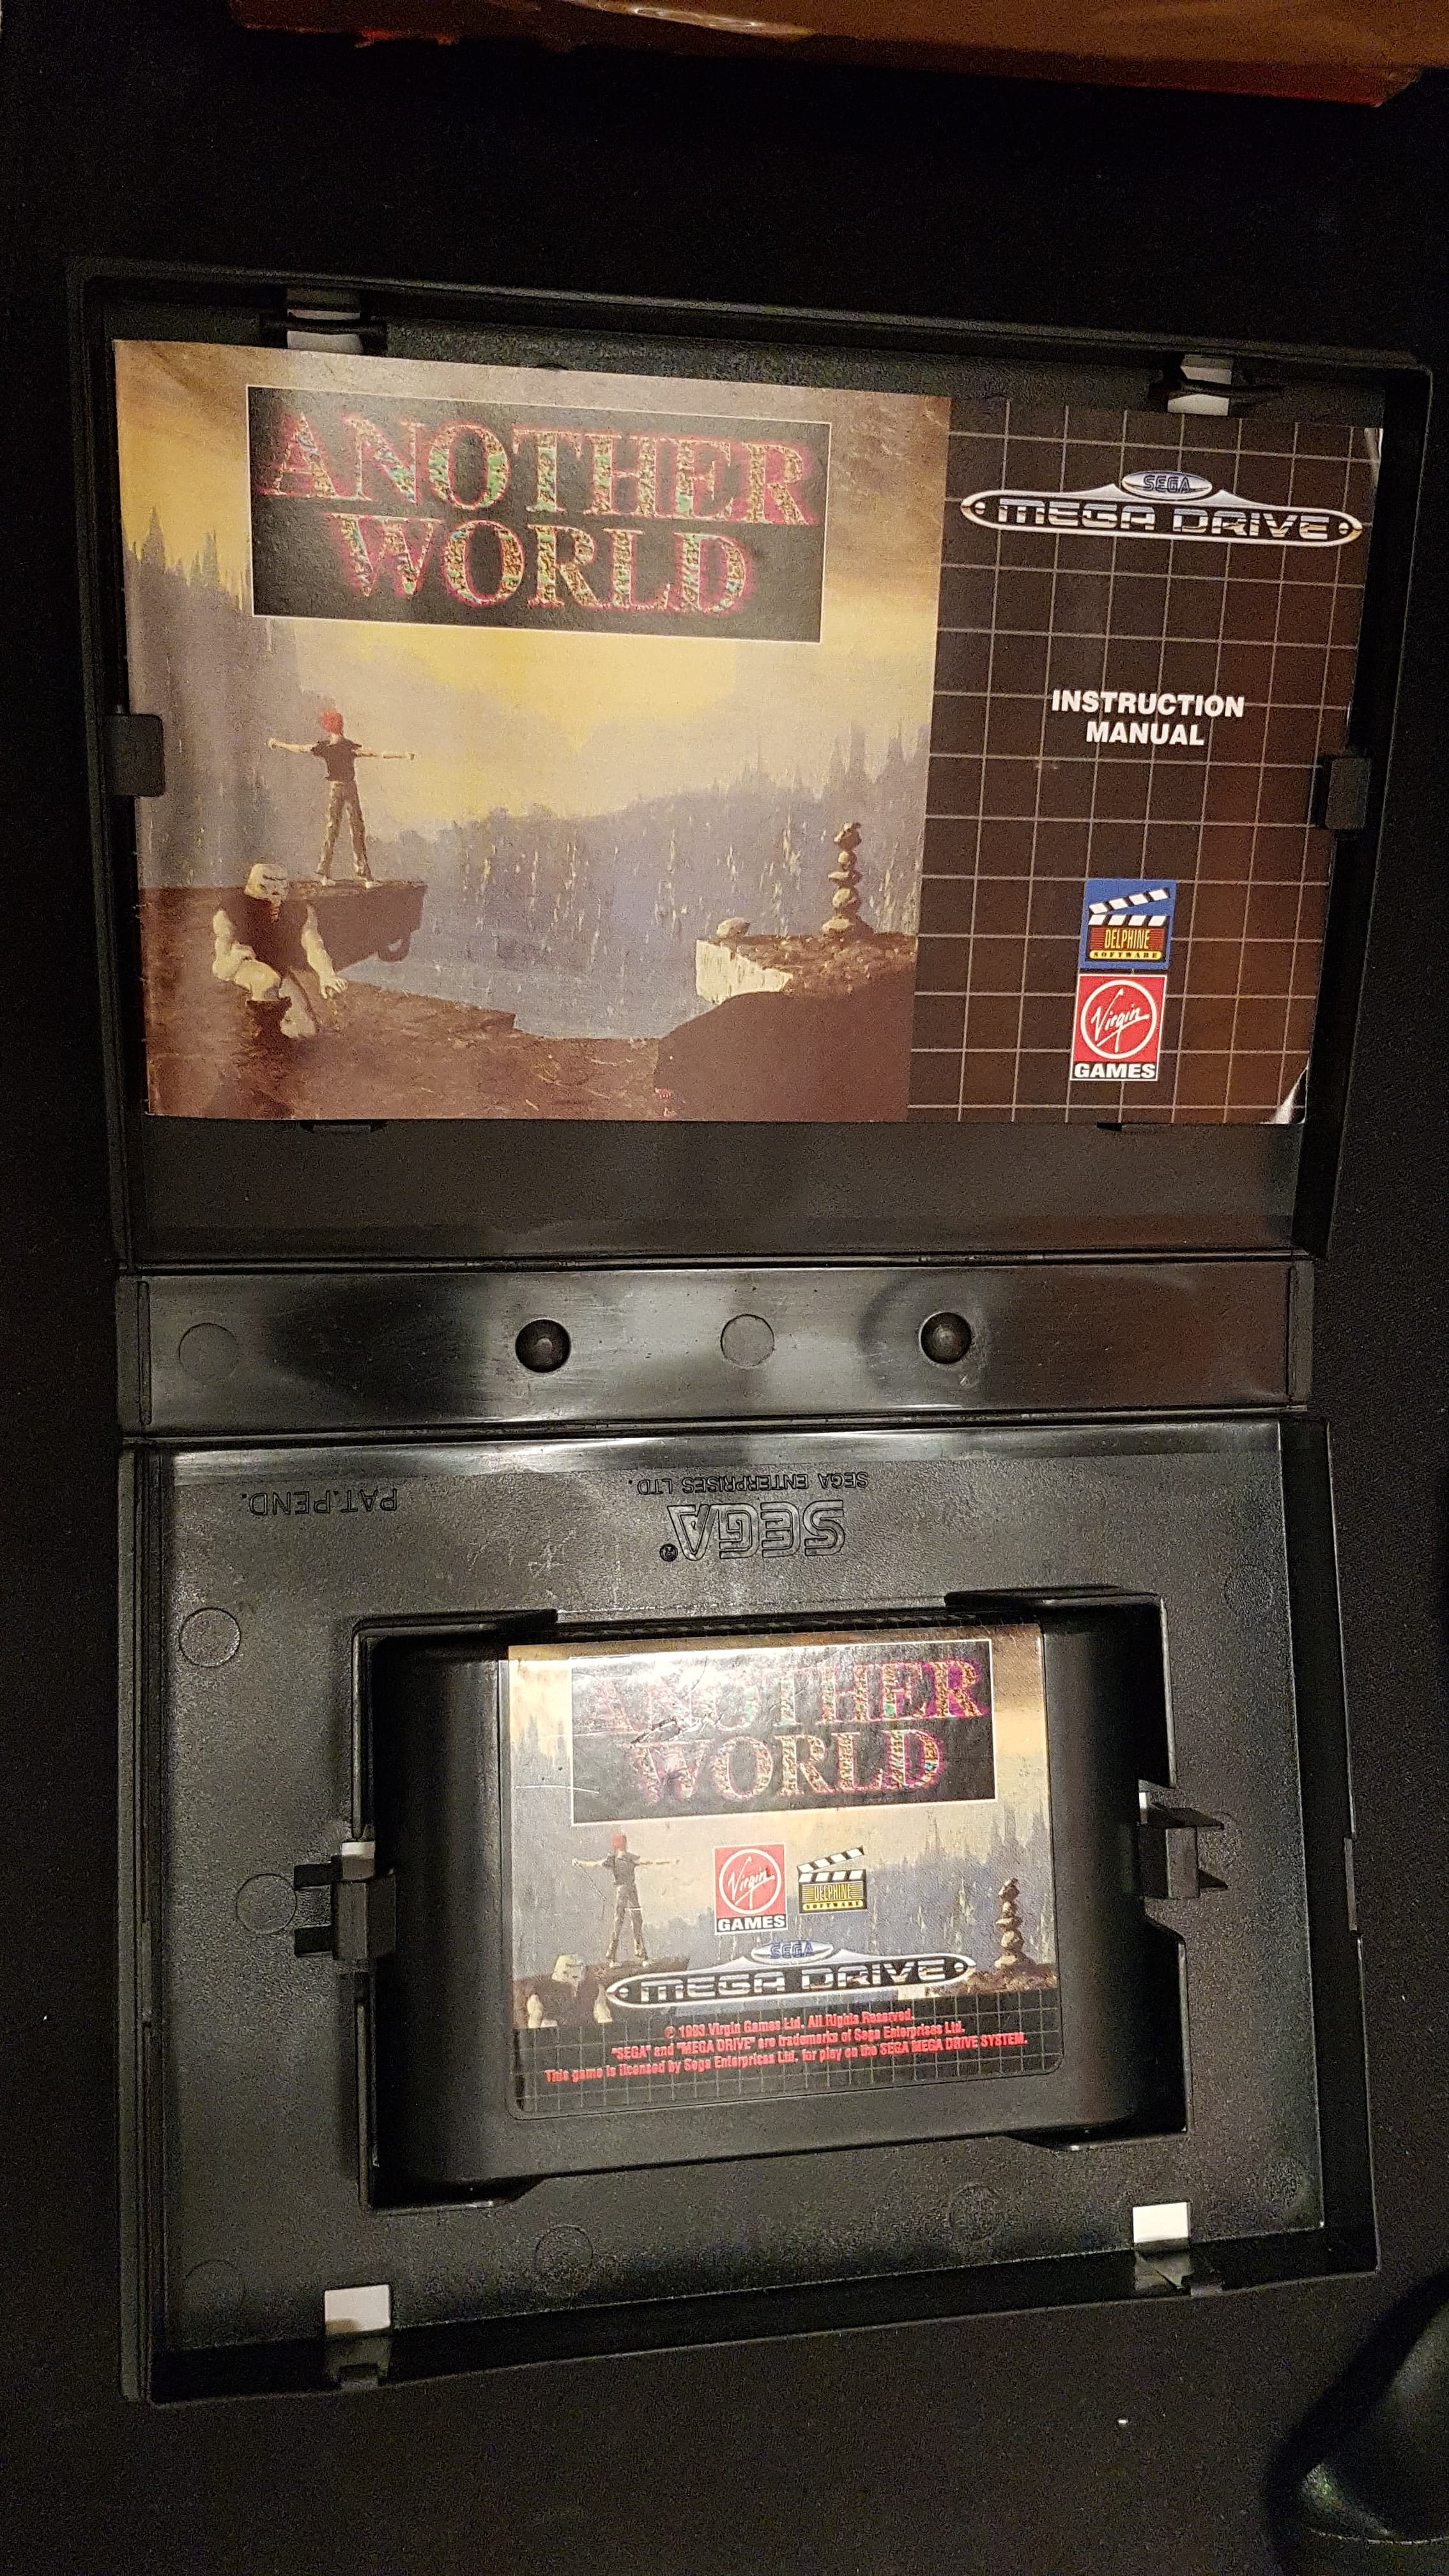 ANOTHER
WORLD
SEGA
MEGA DRIVE
INSTRUCTION
MANUAL
DELPHINE
SOFTWARE
Virgin
GAMES
SEGA ENTERPRISES LTD.
PAT.PEND.
SEGA®
ANOTHER
WORLD
Virgin
GAMES
DELPHINE
SOFTWARE
SEGA
MEGA DRIVE
© 1993 Virgin Games Ltd. All Rights Reserved.
"SEGA" and "MEGA DRIVE" are trademarks of Sega Enterprises Ltd.
This game is licensed by Sega Enterprises Ltd. for play on the SEGA MEGA DRIVE SYSTEM.